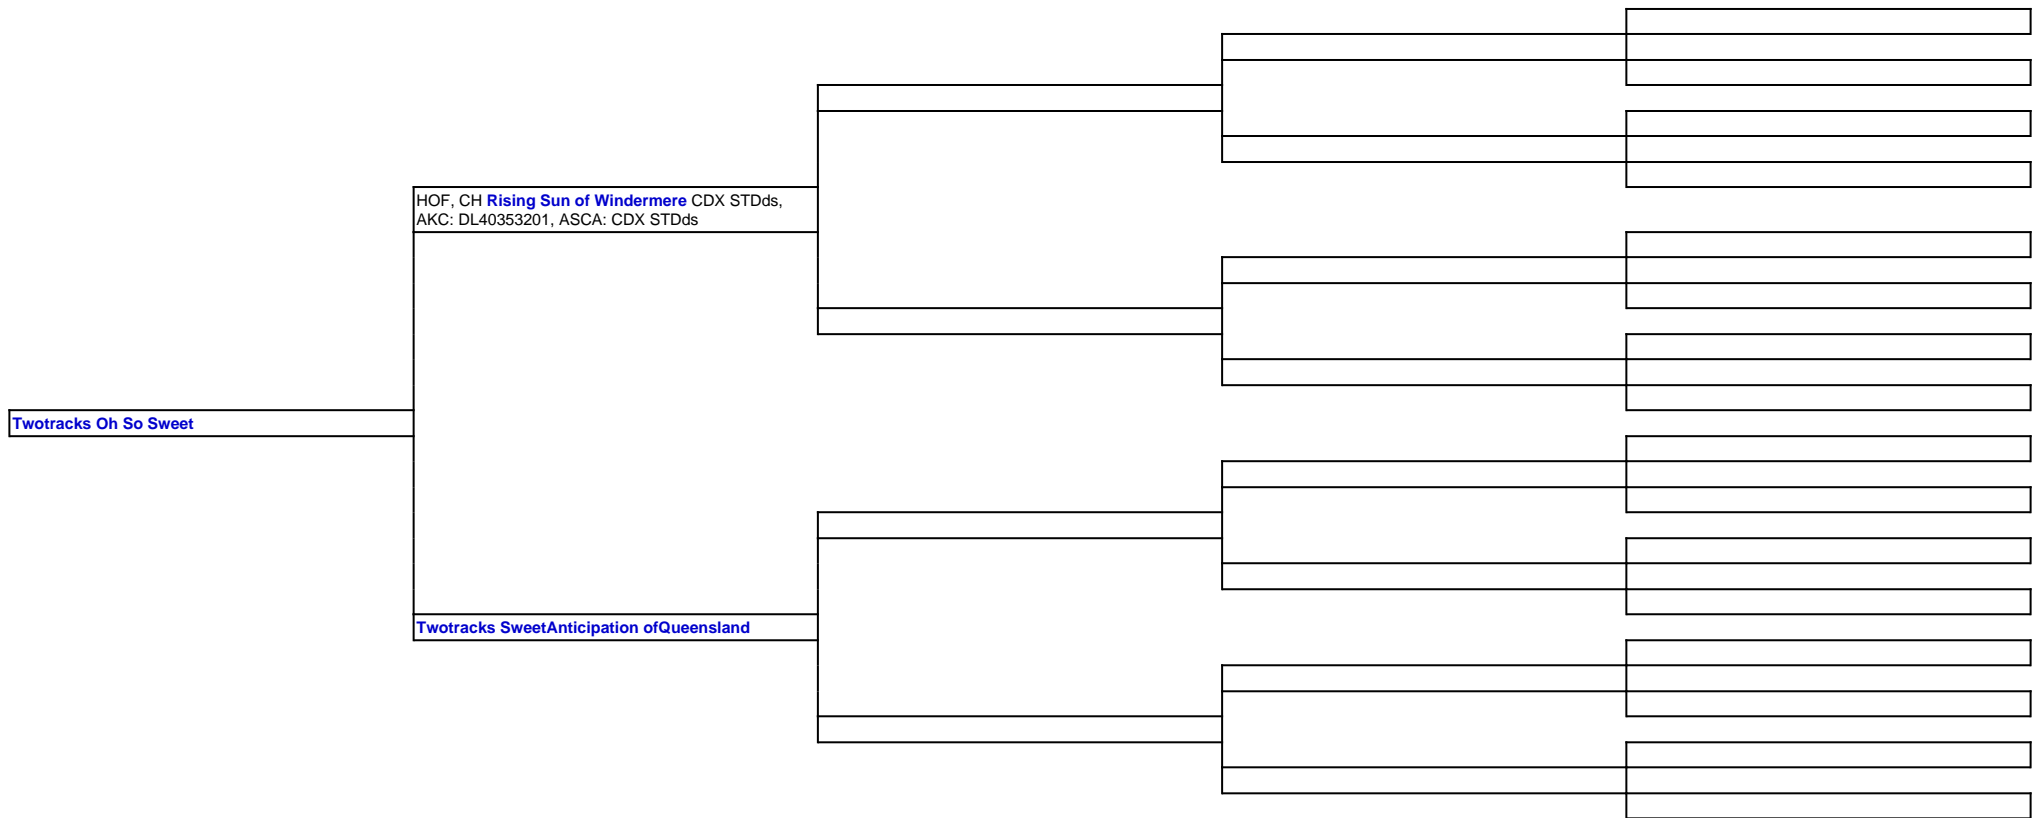 HOF, CH Rising Sun of Windermere CDX STDds,
AKC: DL40353201, ASCA: CDX STDds
Twotracks Oh So Sweet
Twotracks SweetAnticipation ofQueensland